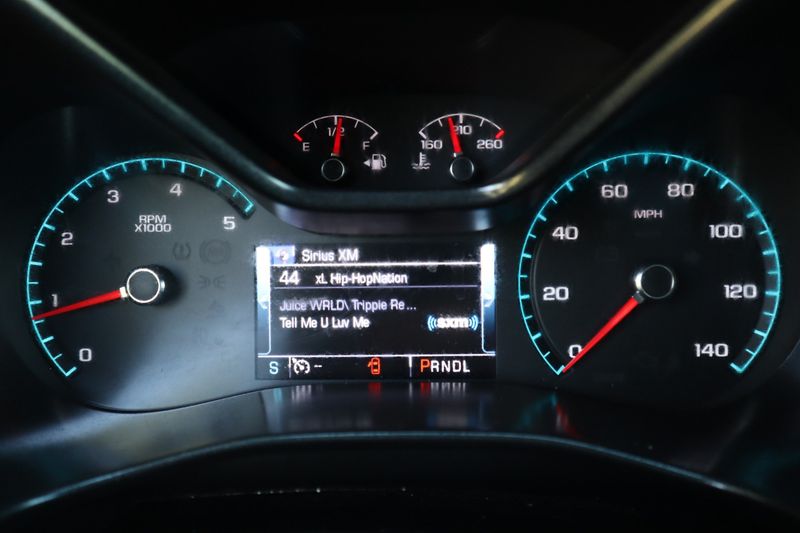 E 1/2 F
160 210 260
0 1 2 3 4 5
RPM
X1000
0 20 40 60 80 100 120 140
MPH
Sirius XM
44 xL Hip-HopNation
Juice WRLD\ Trippie Re ...
Tell Me U Luv Me
((sxm))
S -- PRNDL